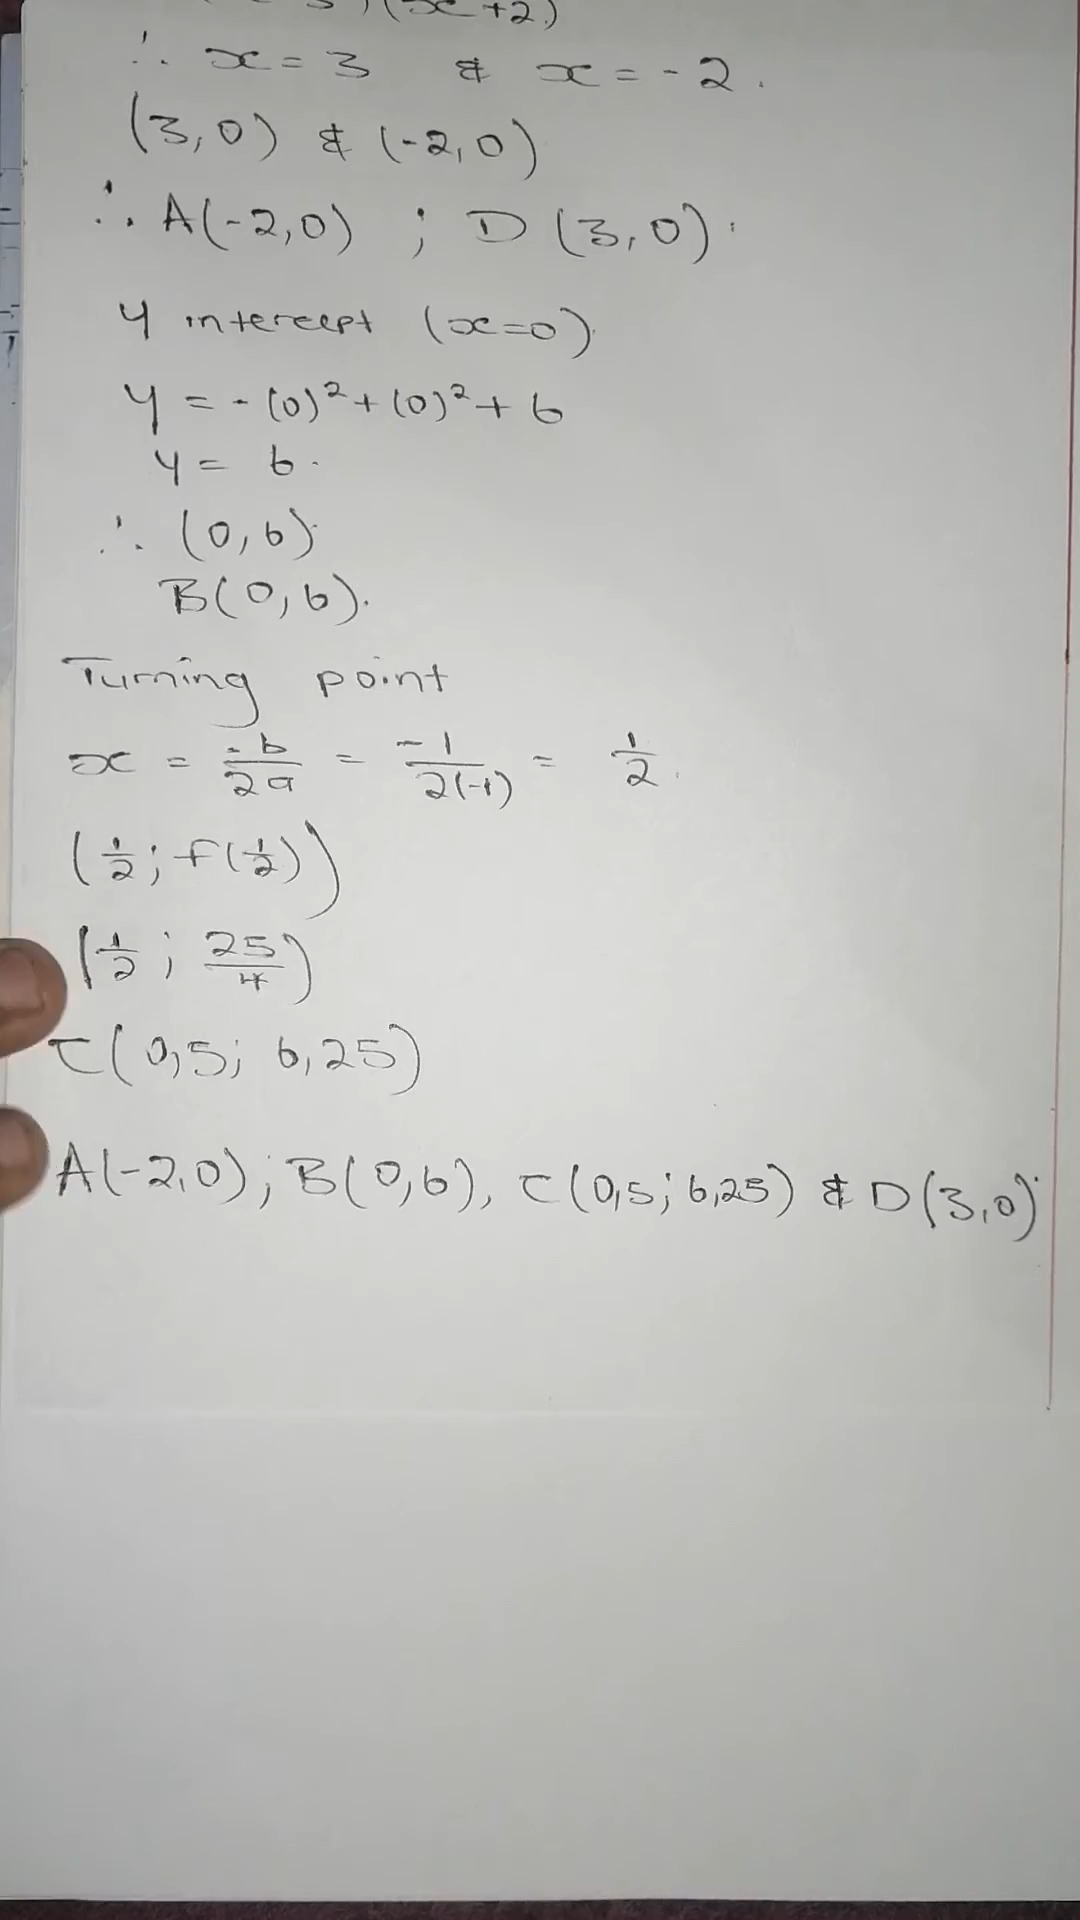 (x+2)
∴ x = 3 & x = -2.
(3,0) & (-2,0)
∴ A(-2,0) ; D (3,0).
y intercept (x=0)
y = -(0)²+(0)²+6
y = 6.
∴ (0,6)
B(0,6).
Turning point
x = -b/2a = -1/2(-1) = 1/2.
(1/2; f(1/2))
(1/2; 25/4)
C(0,5; 6,25)
A(-2,0); B(0,6), C(0,5; 6,25) & D(3,0)